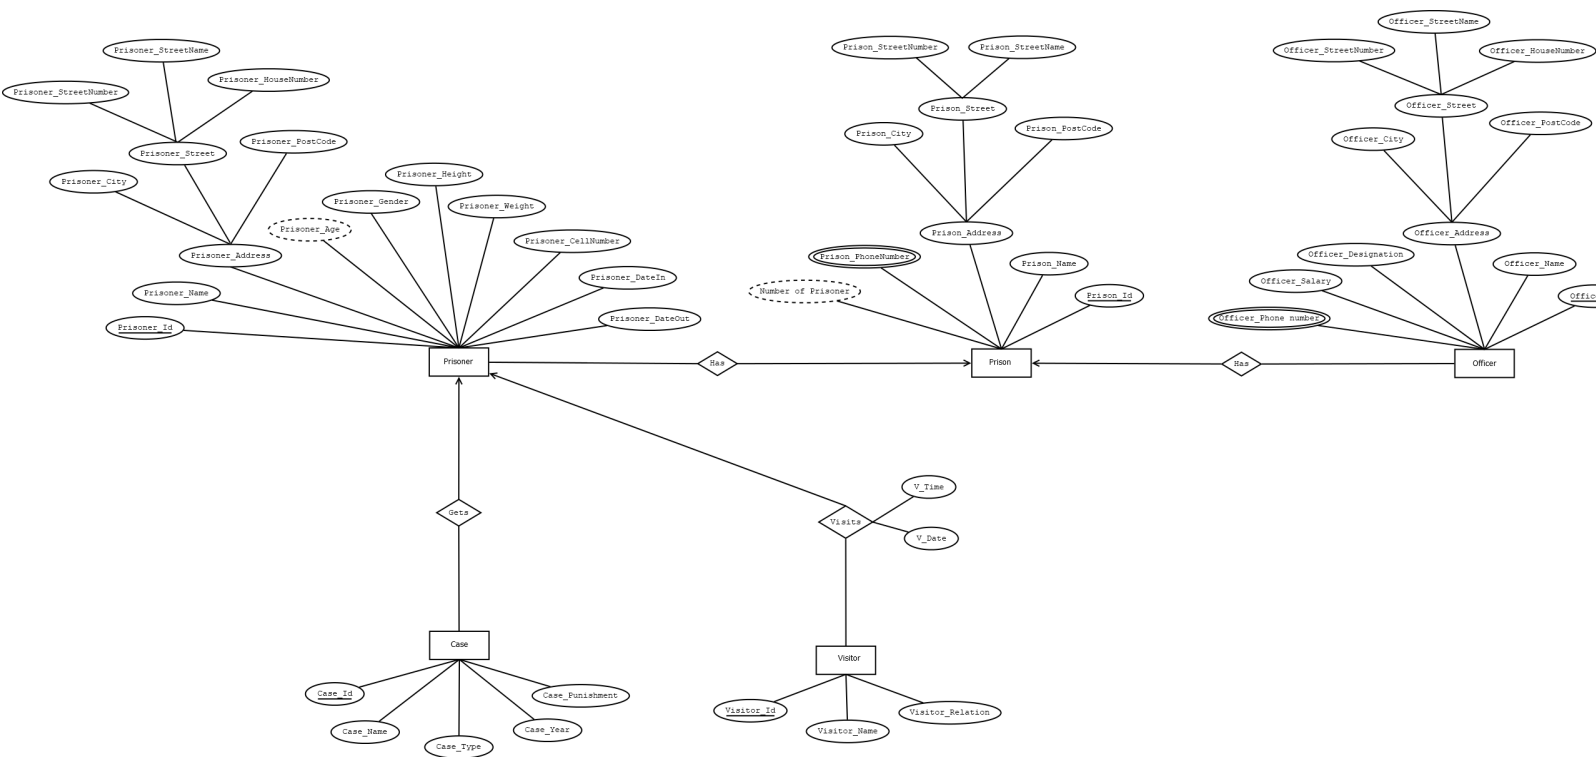 Prisoner_StreetName
Prisoner_StreetNumber
Prisoner_HouseNumber
Prisoner_Street
Prisoner_PostCode
Prisoner_City
Prisoner_Address
Prisoner_Name
Prisoner_Id
Prisoner_Age
Prisoner_Gender
Prisoner_Height
Prisoner_Weight
Prisoner_CellNumber
Prisoner_DateIn
Prisoner_DateOut
Prisoner
Has
Prison_StreetNumber
Prison_StreetName
Prison_Street
Prison_City
Prison_PostCode
Prison_Address
Prison_PhoneNumber
Number of Prisoner
Prison_Name
Prison_Id
Prison
Has
Officer_StreetName
Officer_StreetNumber
Officer_HouseNumber
Officer_Street
Officer_City
Officer_PostCode
Officer_Address
Officer_Designation
Officer_Salary
Officer_Phone number
Officer_Name
Officer
Gets
Visits
V_Time
V_Date
Case
Case_Id
Case_Name
Case_Type
Case_Year
Case_Punishment
Visitor
Visitor_Id
Visitor_Name
Visitor_Relation